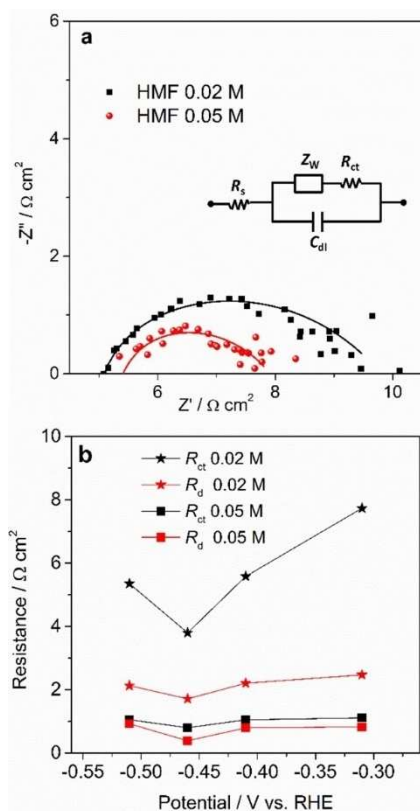 a
HMF 0.02 M
HMF 0.05 M
Rs
ZW
Rct
Cdl
-Z'' / Ω cm²
6
4
2
0
6
8
10
Z' / Ω cm²
b
Rct 0.02 M
Rd 0.02 M
Rct 0.05 M
Rd 0.05 M
Resistance / Ω cm²
10
8
6
4
2
0
-0.55
-0.50
-0.45
-0.40
-0.35
-0.30
Potential / V vs. RHE